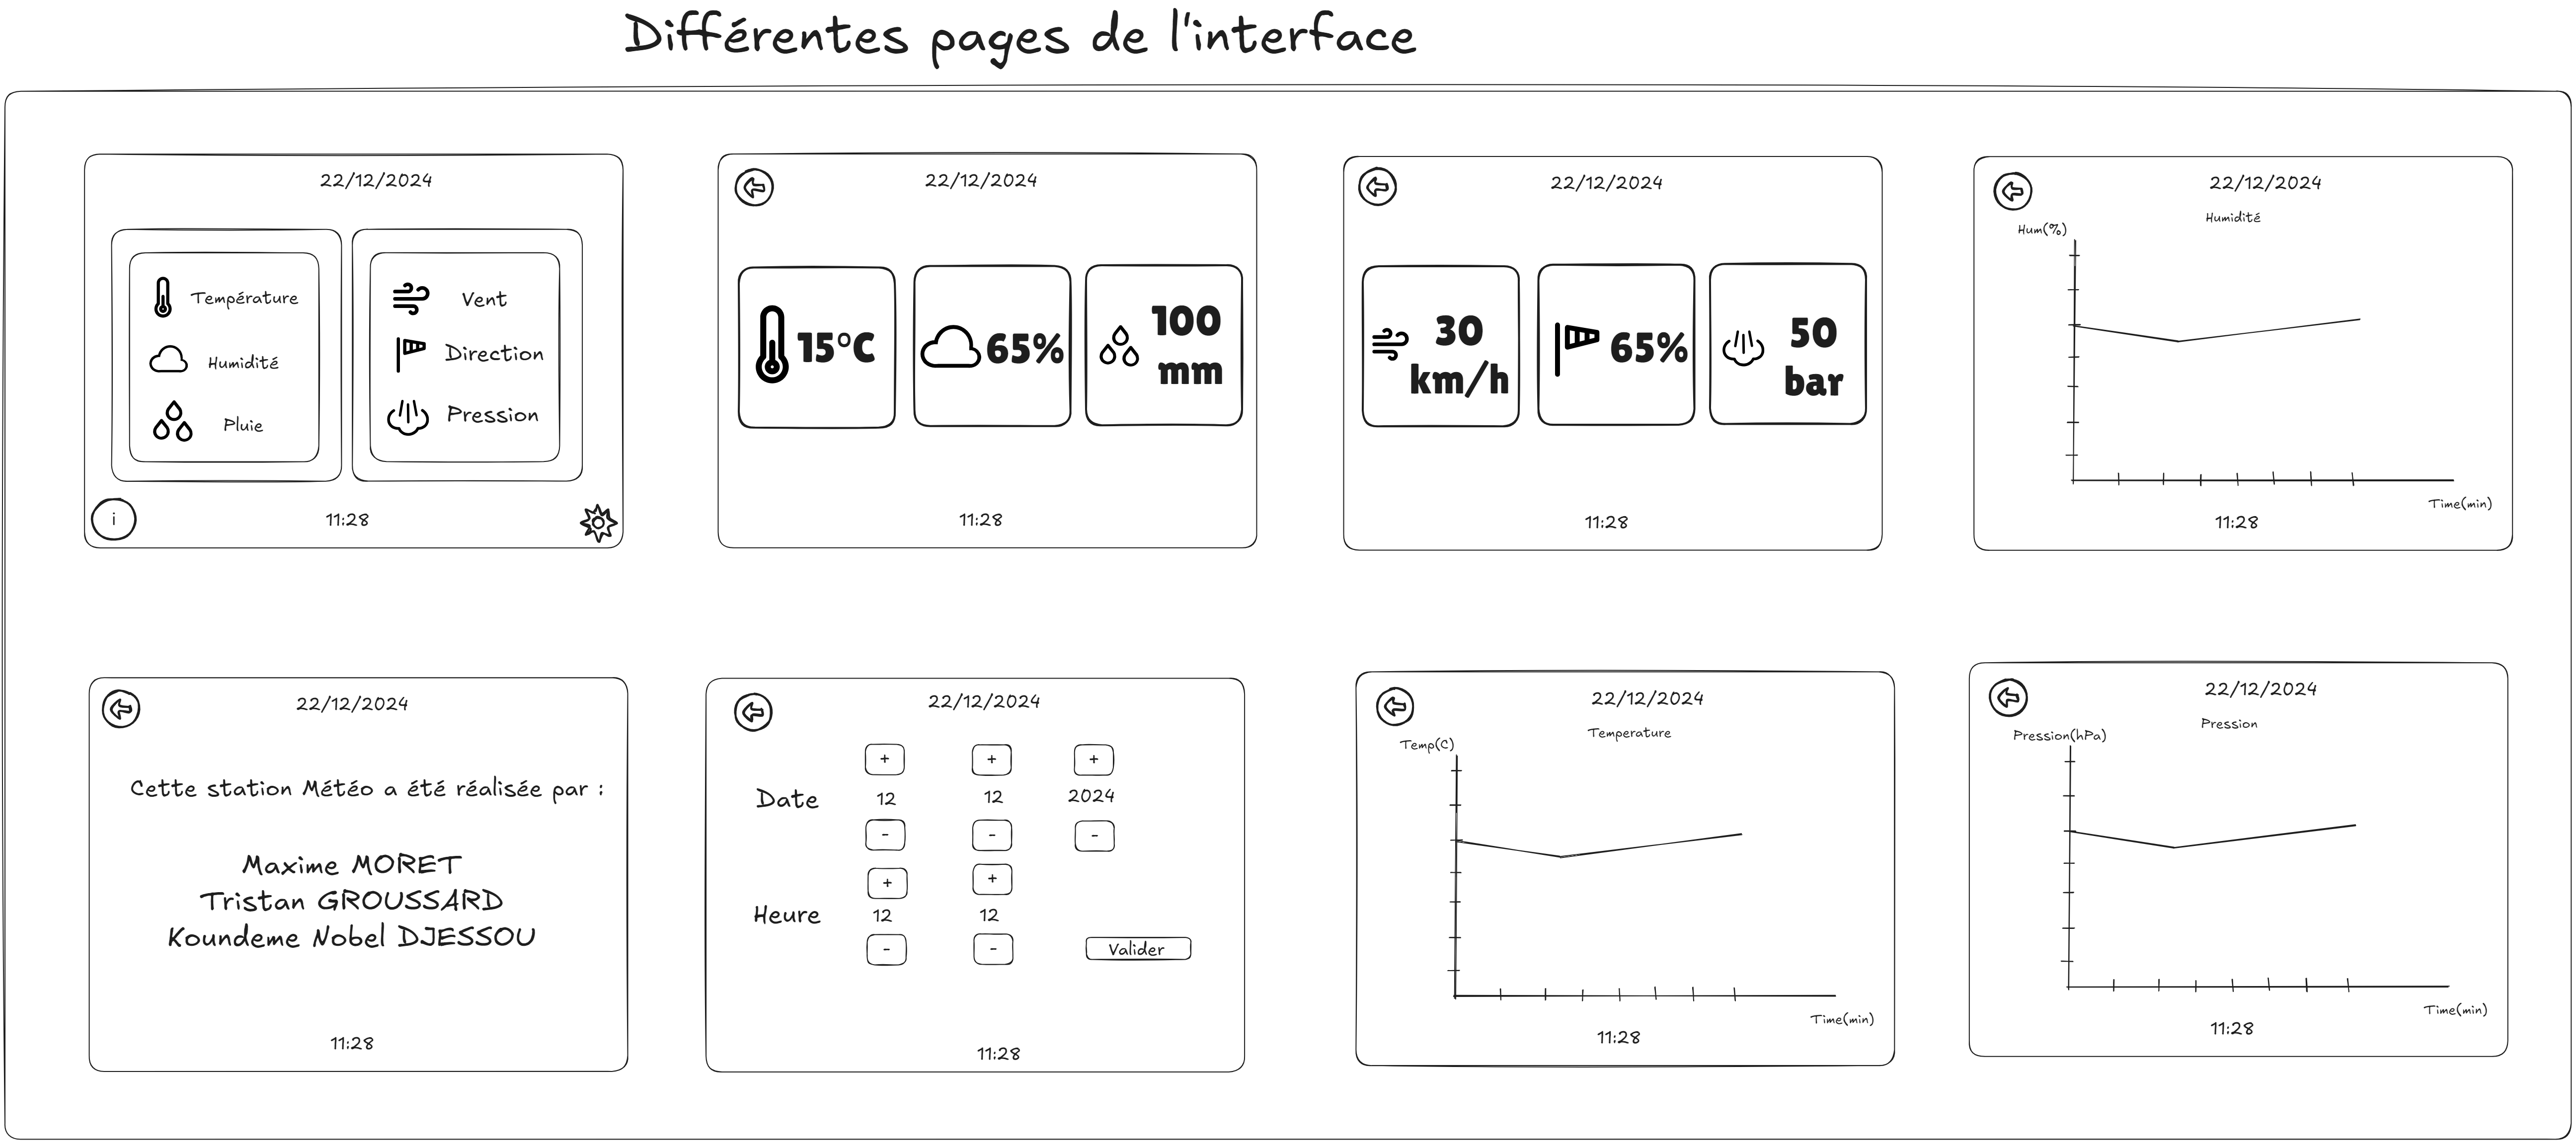 Différentes pages de l'interface
22/12/2024
Température
Humidité
Pluie
Vent
Direction
Pression
i
11:28
22/12/2024
15°C
65%
100
mm
11:28
22/12/2024
30
km/h
65%
50
bar
11:28
22/12/2024
Humidité
Hum(%)
Time(min)
11:28
22/12/2024
Cette station Météo a été réalisée par :
Maxime MORET
Tristan GROUSSARD
Koundeme Nobel DJESSOU
11:28
22/12/2024
+ + +
Date 12 12 2024
- - -
+ +
Heure 12 12
- -
Valider
11:28
22/12/2024
Temperature
Temp(C)
Time(min)
11:28
22/12/2024
Pression
Pression(hPa)
Time(min)
11:28